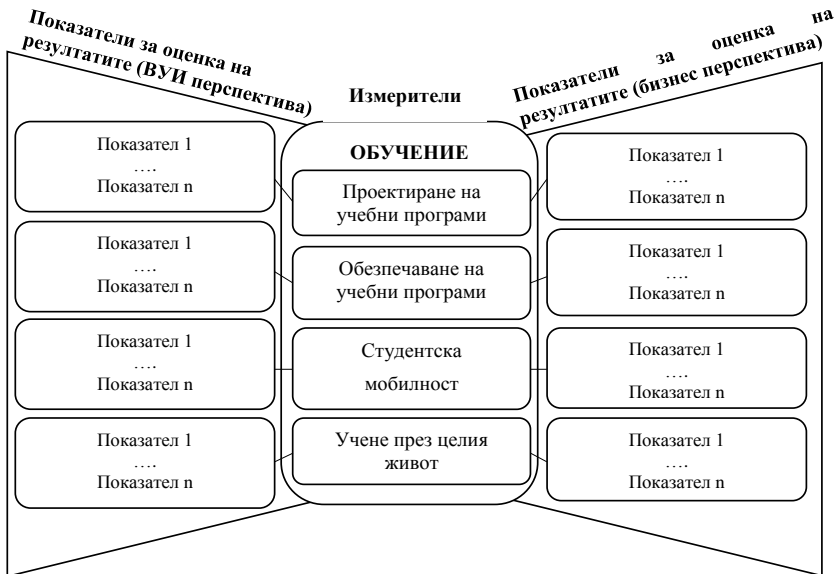 Показатели за оценка на
резултатите (ВУИ перспектива)
Измерители
Показатели за оценка на
резултатите (бизнес перспектива)
ОБУЧЕНИЕ
Показател 1
….
Показател n
Проектиране на
учебни програми
Показател 1
….
Показател n
Показател 1
….
Показател n
Обезпечаване на
учебни програми
Показател 1
….
Показател n
Показател 1
….
Показател n
Студентска
мобилност
Показател 1
….
Показател n
Показател 1
….
Показател n
Учене през целия
живот
Показател 1
….
Показател n